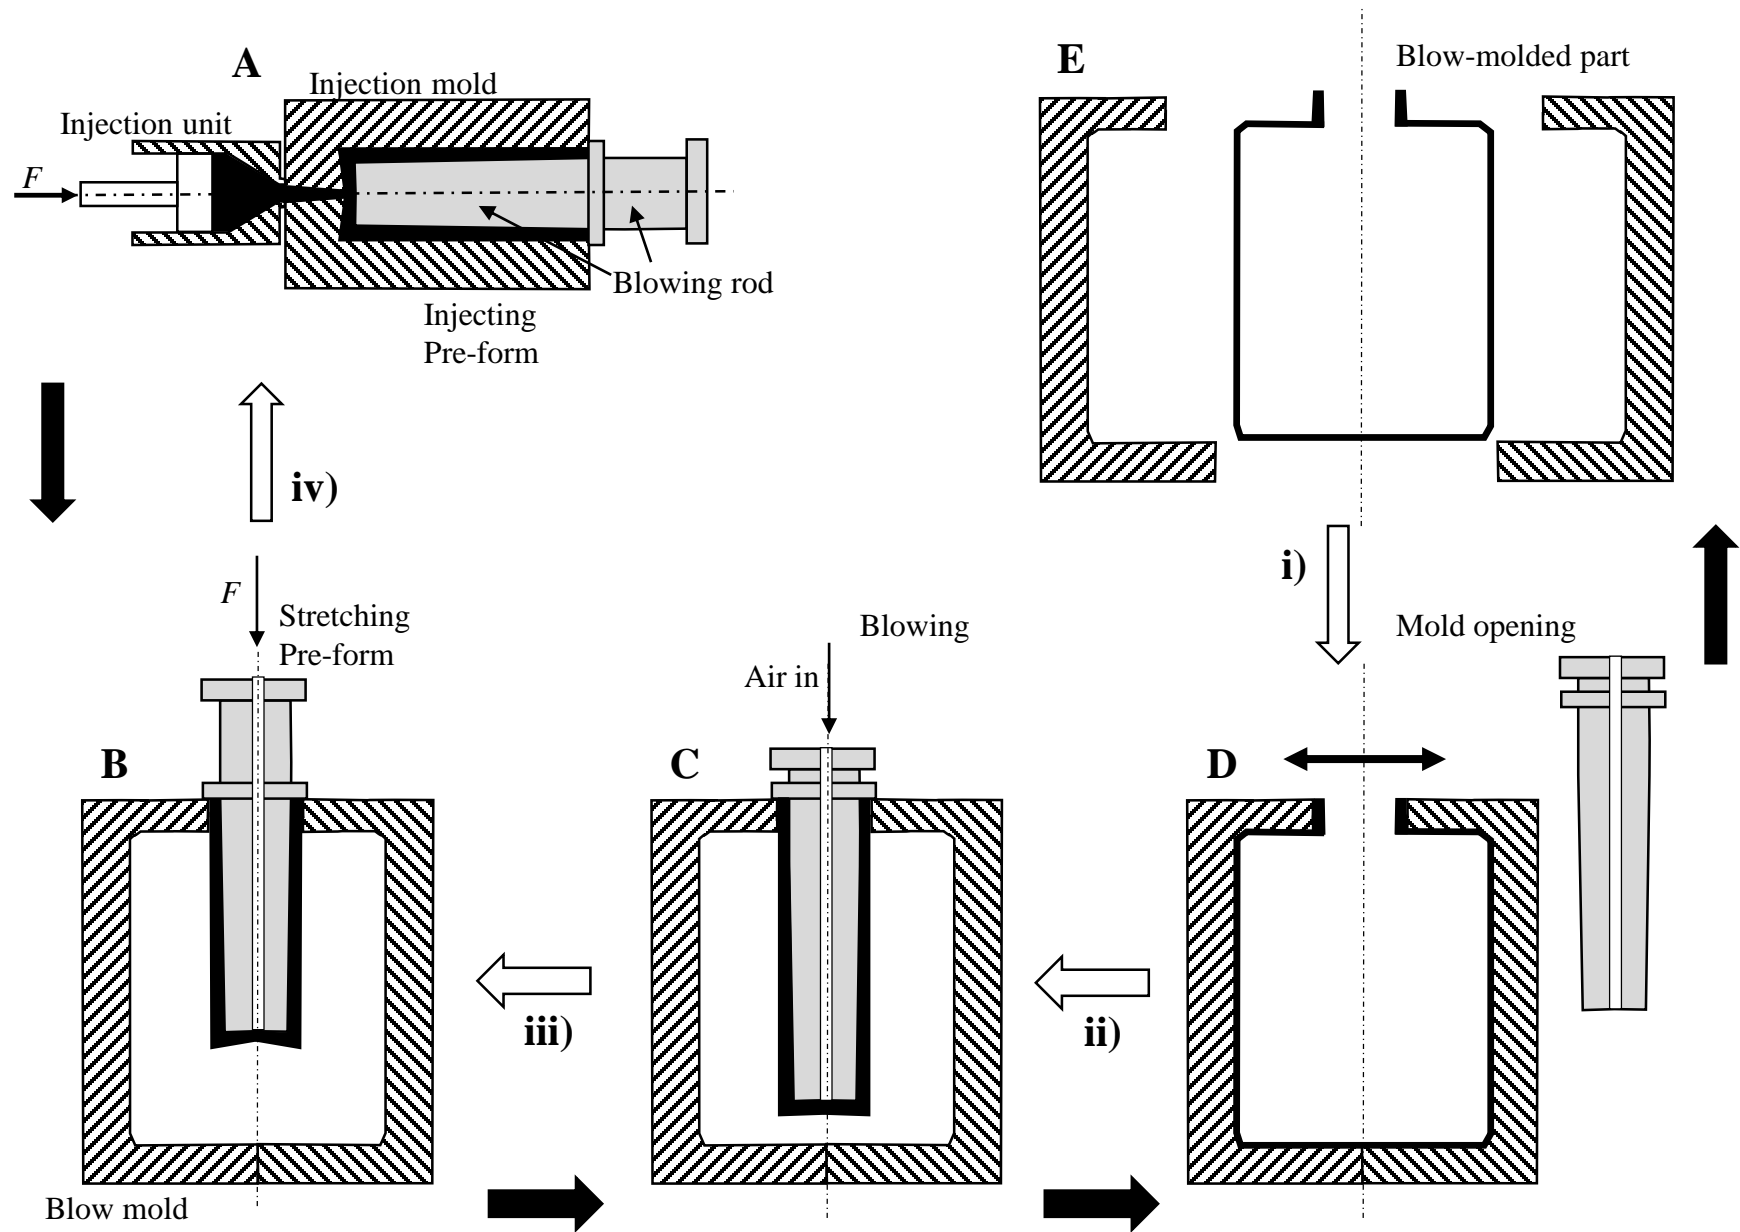 A
Injection mold
Injection unit
F
Blowing rod
Injecting
Pre-form
E
Blow-molded part
iv)
i)
F
Stretching
Pre-form
Blowing
Air in
Mold opening
B
C
D
iii)
ii)
Blow mold